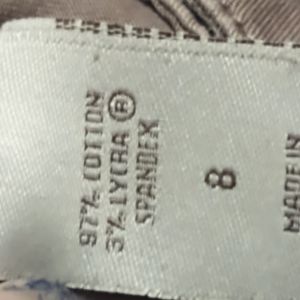 97% COTTON
3% LYCRA ®
SPANDEX
8
MADE IN